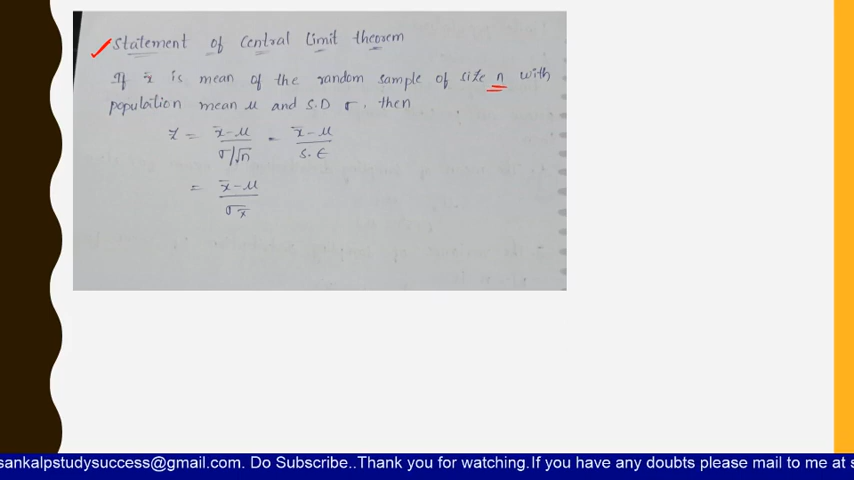 Statement of Central Limit theorem
If x̄ is mean of the random sample of size n with
population mean μ and S.D σ, then
z = x̄-μ / σ/√n = x̄-μ / S.E
= x̄-μ / σx̄
sankalpstudysuccess@gmail.com. Do Subscribe..Thank you for watching.If you have any doubts please mail to me at s